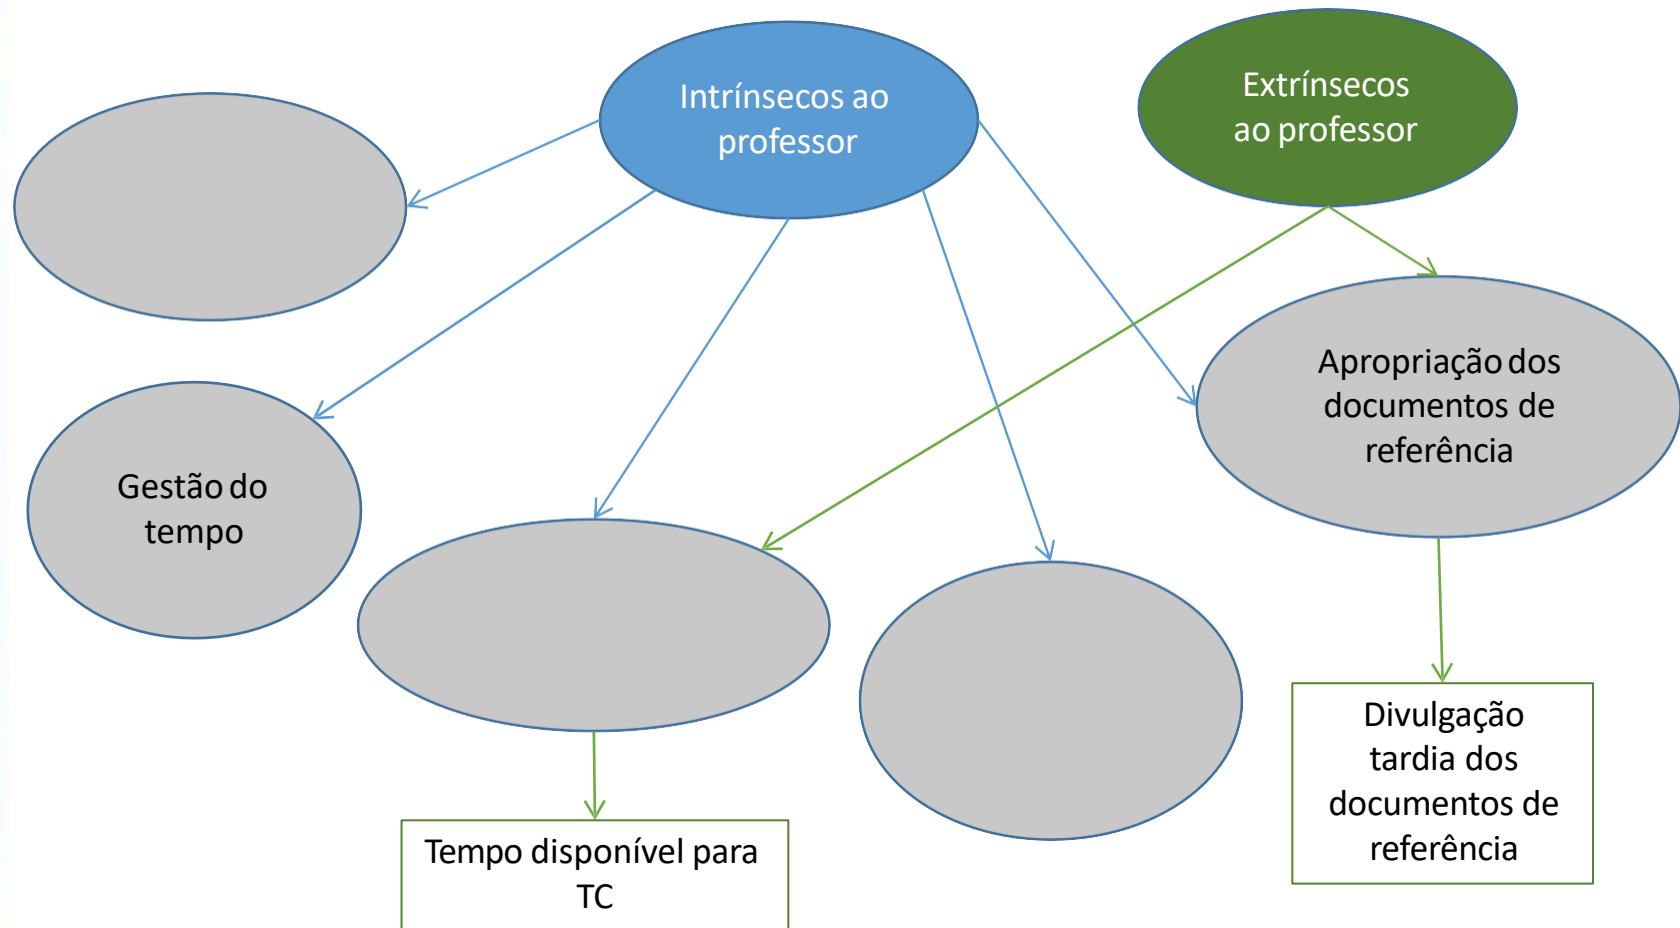 Intrínsecos ao
professor
Extrínsecos
ao professor
Apropriação dos
documentos de
referência
Gestão do
tempo
Divulgação
tardia dos
documentos de
referência
Tempo disponível para
TC